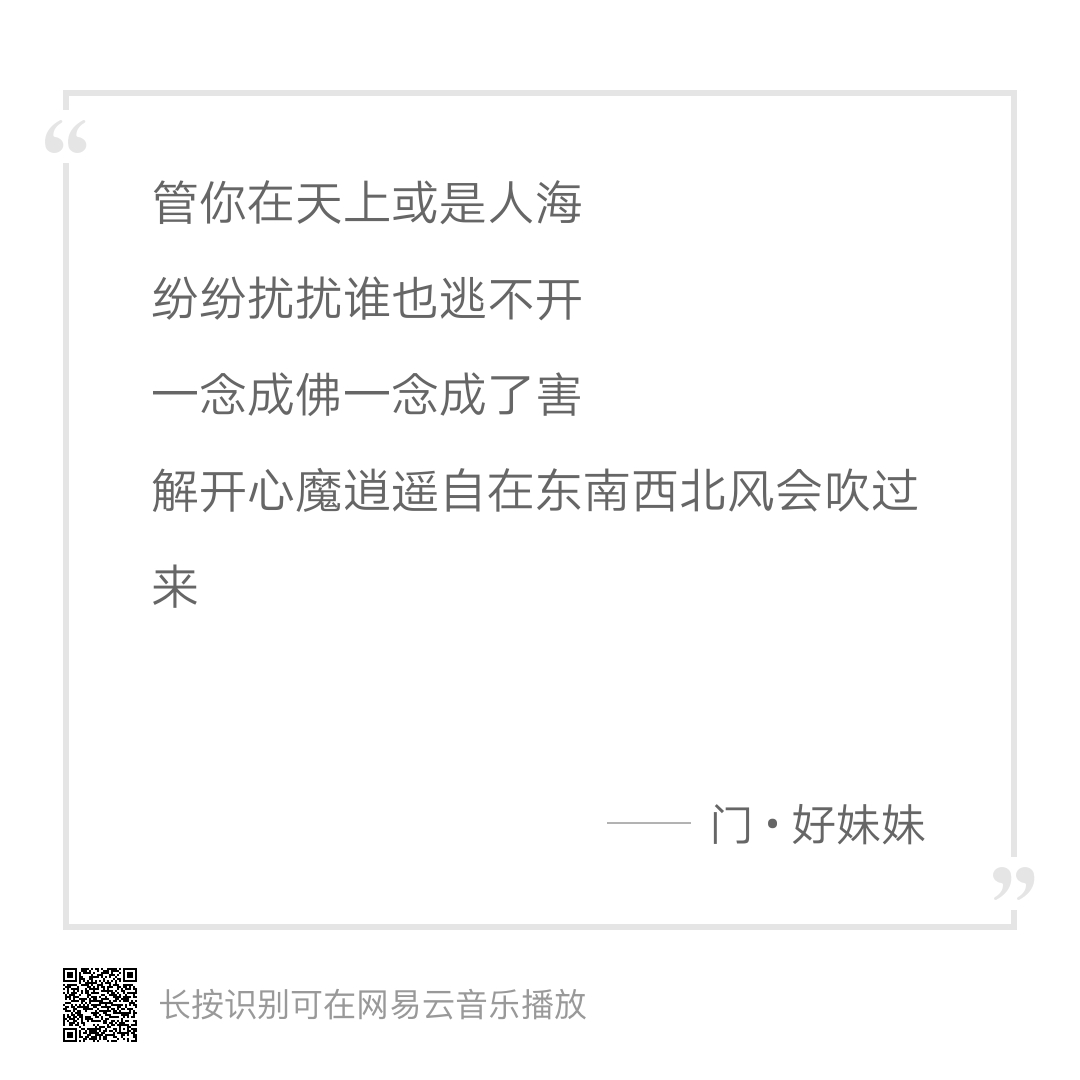 “
管你在天上或是人海
纷纷扰扰谁也逃不开
一念成佛一念成了害
解开心魔逍遥自在东南西北风会吹过
来
—— 门·好妹妹
”
长按识别可在网易云音乐播放